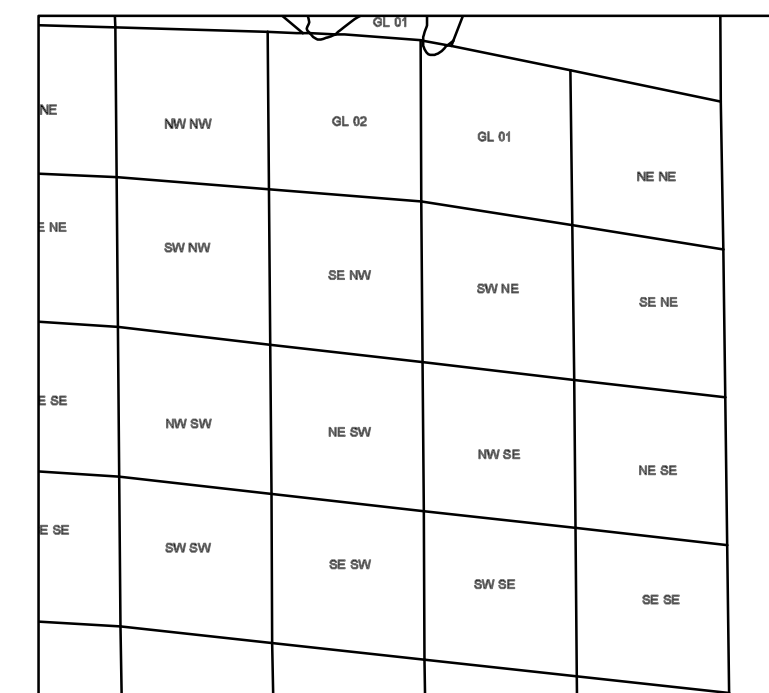 GL 01
NE
NW NW
GL 02
GL 01
NE NE
E NE
SW NW
SE NW
SW NE
SE NE
E SE
NW SW
NE SW
NW SE
NE SE
E SE
SW SW
SE SW
SW SE
SE SE